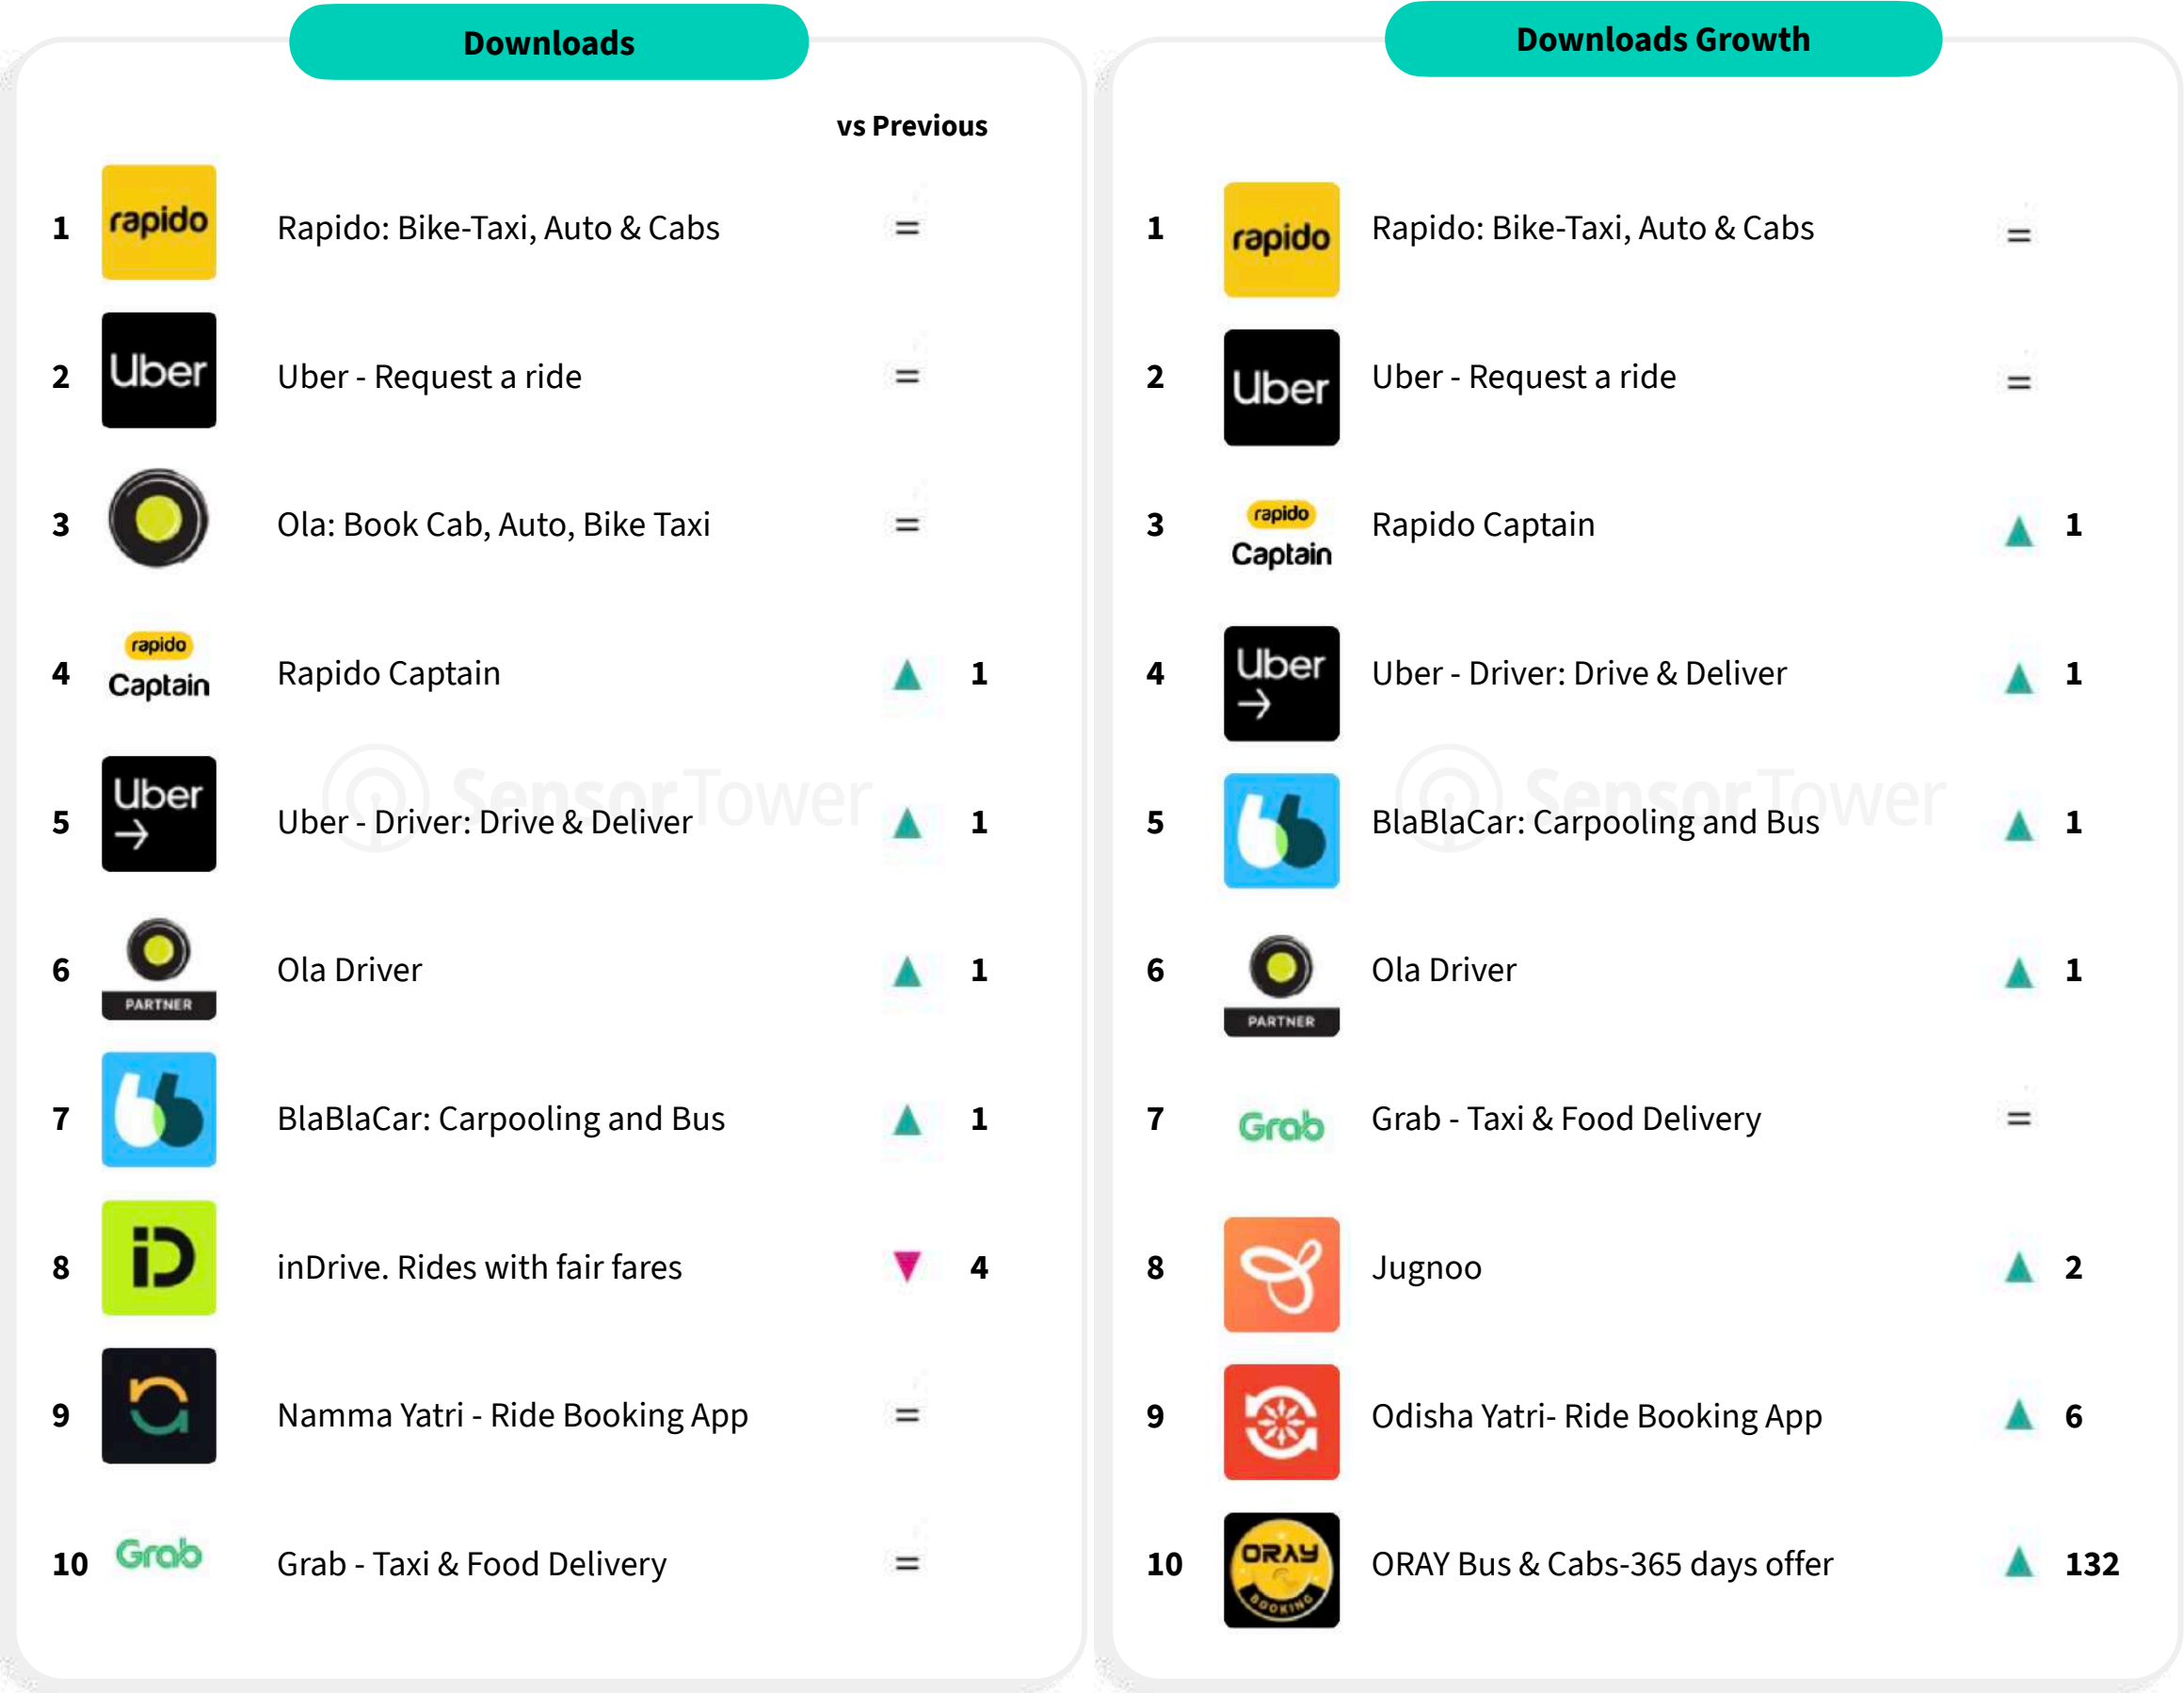 Downloads
vs Previous
1 rapido Rapido: Bike-Taxi, Auto & Cabs =
2 Uber Uber - Request a ride =
3 Ola: Book Cab, Auto, Bike Taxi =
4 rapido Captain Rapido Captain ▲ 1
5 Uber → Uber - Driver: Drive & Deliver ▲ 1
6 PARTNER Ola Driver ▲ 1
7 BlaBlaCar: Carpooling and Bus ▲ 1
8 iD inDrive. Rides with fair fares ▼ 4
9 Namma Yatri - Ride Booking App =
10 Grab Grab - Taxi & Food Delivery =
SensorTower
Downloads Growth
1 rapido Rapido: Bike-Taxi, Auto & Cabs =
2 Uber Uber - Request a ride =
3 rapido Captain Rapido Captain ▲ 1
4 Uber → Uber - Driver: Drive & Deliver ▲ 1
5 BlaBlaCar: Carpooling and Bus ▲ 1
6 PARTNER Ola Driver ▲ 1
7 Grab Grab - Taxi & Food Delivery =
8 Jugnoo ▲ 2
9 Odisha Yatri- Ride Booking App ▲ 6
10 ORAY BOOKING ORAY Bus & Cabs-365 days offer ▲ 132
SensorTower